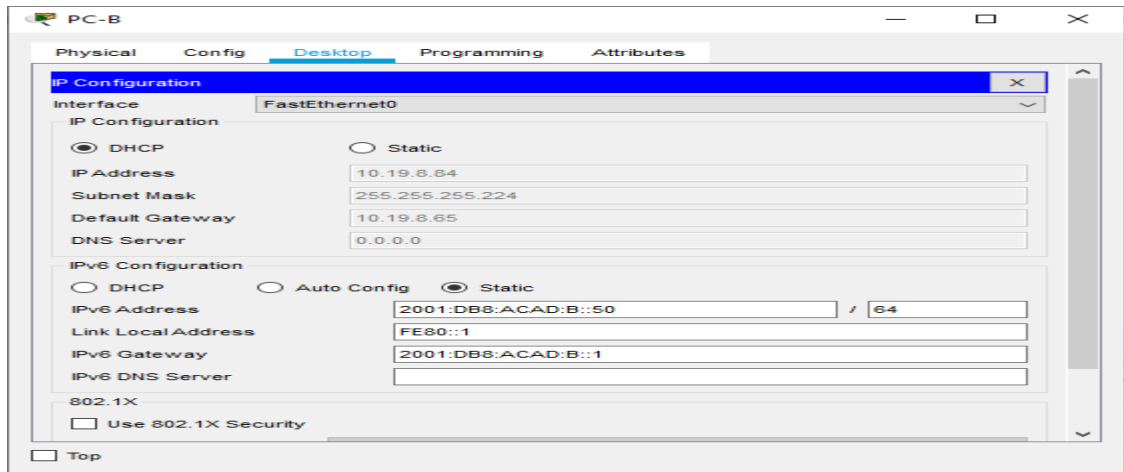 PC-B
Physical Config Desktop Programming Attributes
IP Configuration X
Interface FastEthernet0
IP Configuration
DHCP Static
IP Address 10.19.8.84
Subnet Mask 255.255.255.224
Default Gateway 10.19.8.65
DNS Server 0.0.0.0
IPv6 Configuration
DHCP Auto Config Static
IPv6 Address 2001:DB8:ACAD:B::50 / 64
Link Local Address FE80::1
IPv6 Gateway 2001:DB8:ACAD:B::1
IPv6 DNS Server
802.1X
Use 802.1X Security
Top